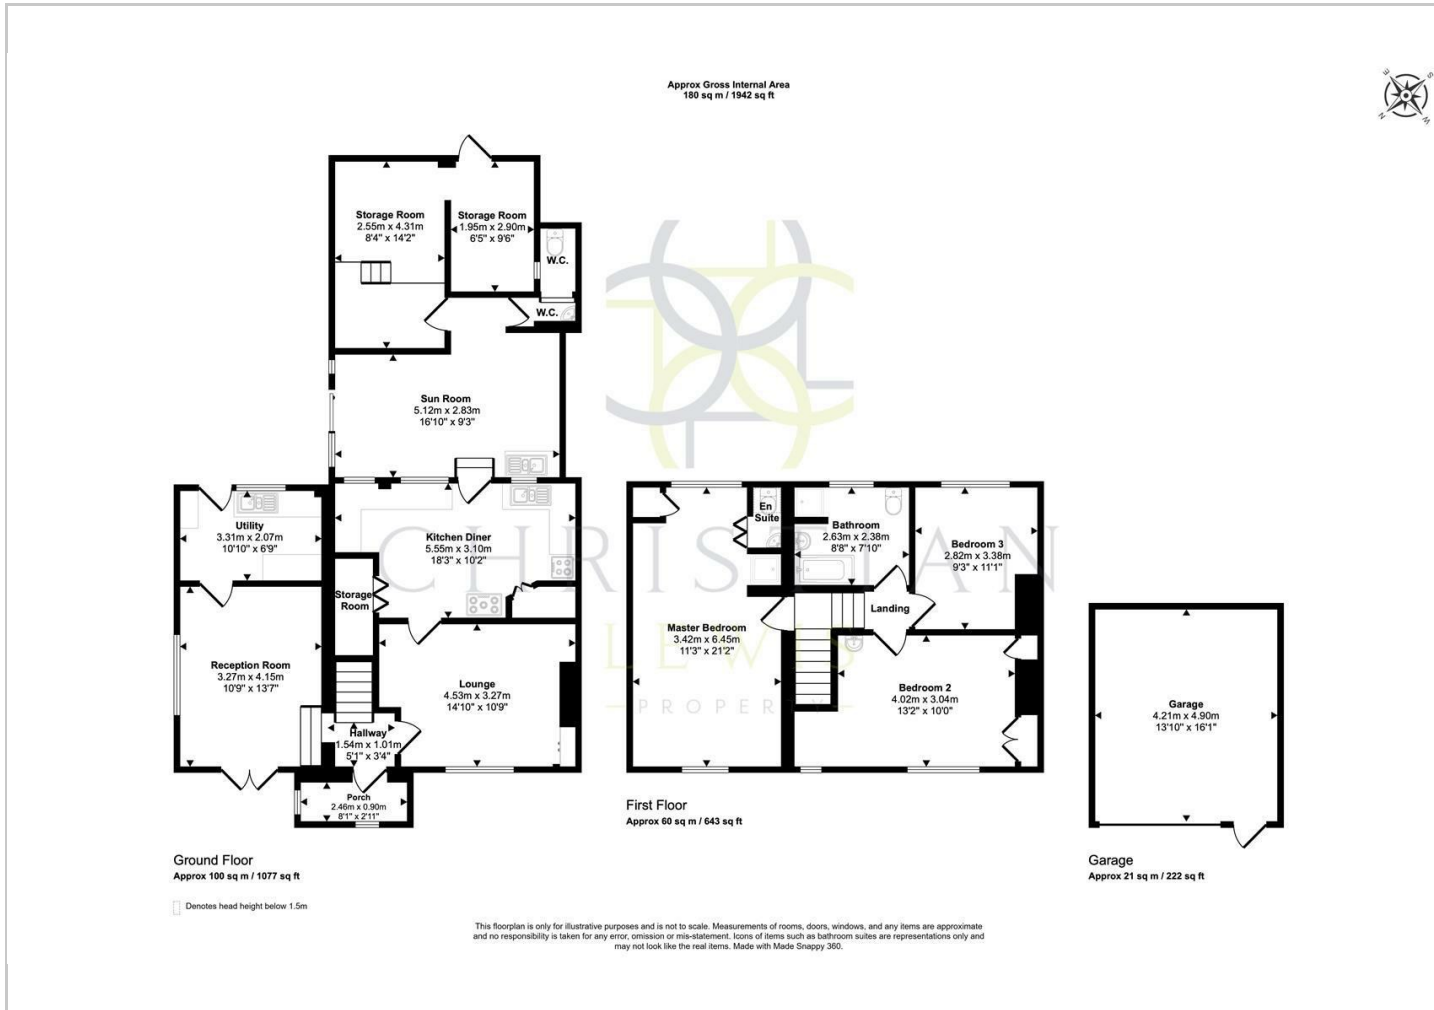 Approx Gross Internal Area
180 sq m / 1942 sq ft
E
S
N
W
Storage Room
2.55m x 4.31m
8'4" x 14'2"
Storage Room
1.95m x 2.90m
6'5" x 9'6"
W.C.
W.C.
Sun Room
5.12m x 2.83m
16'10" x 9'3"
Utility
3.31m x 2.07m
10'10" x 6'9"
Kitchen Diner
5.55m x 3.10m
18'3" x 10'2"
Storage
Room
Reception Room
3.27m x 4.15m
10'9" x 13'7"
Lounge
4.53m x 3.27m
14'10" x 10'9"
Hallway
1.54m x 1.01m
5'1" x 3'4"
Porch
2.46m x 0.90m
8'1" x 2'11"
Ground Floor
Approx 100 sq m / 1077 sq ft
Denotes head height below 1.5m
En
Suite
Bathroom
2.63m x 2.38m
8'8" x 7'10"
Bedroom 3
2.82m x 3.38m
9'3" x 11'1"
Landing
Master Bedroom
3.42m x 6.45m
11'3" x 21'2"
Bedroom 2
4.02m x 3.04m
13'2" x 10'0"
First Floor
Approx 60 sq m / 643 sq ft
Garage
4.21m x 4.90m
13'10" x 16'1"
Garage
Approx 21 sq m / 222 sq ft
CHRISTIAN
LEWIS
PROPERTY
This floorplan is only for illustrative purposes and is not to scale. Measurements of rooms, doors, windows, and any items are approximate
and no responsibility is taken for any error, omission or mis-statement. Icons of items such as bathroom suites are representations only and
may not look like the real items. Made with Made Snappy 360.